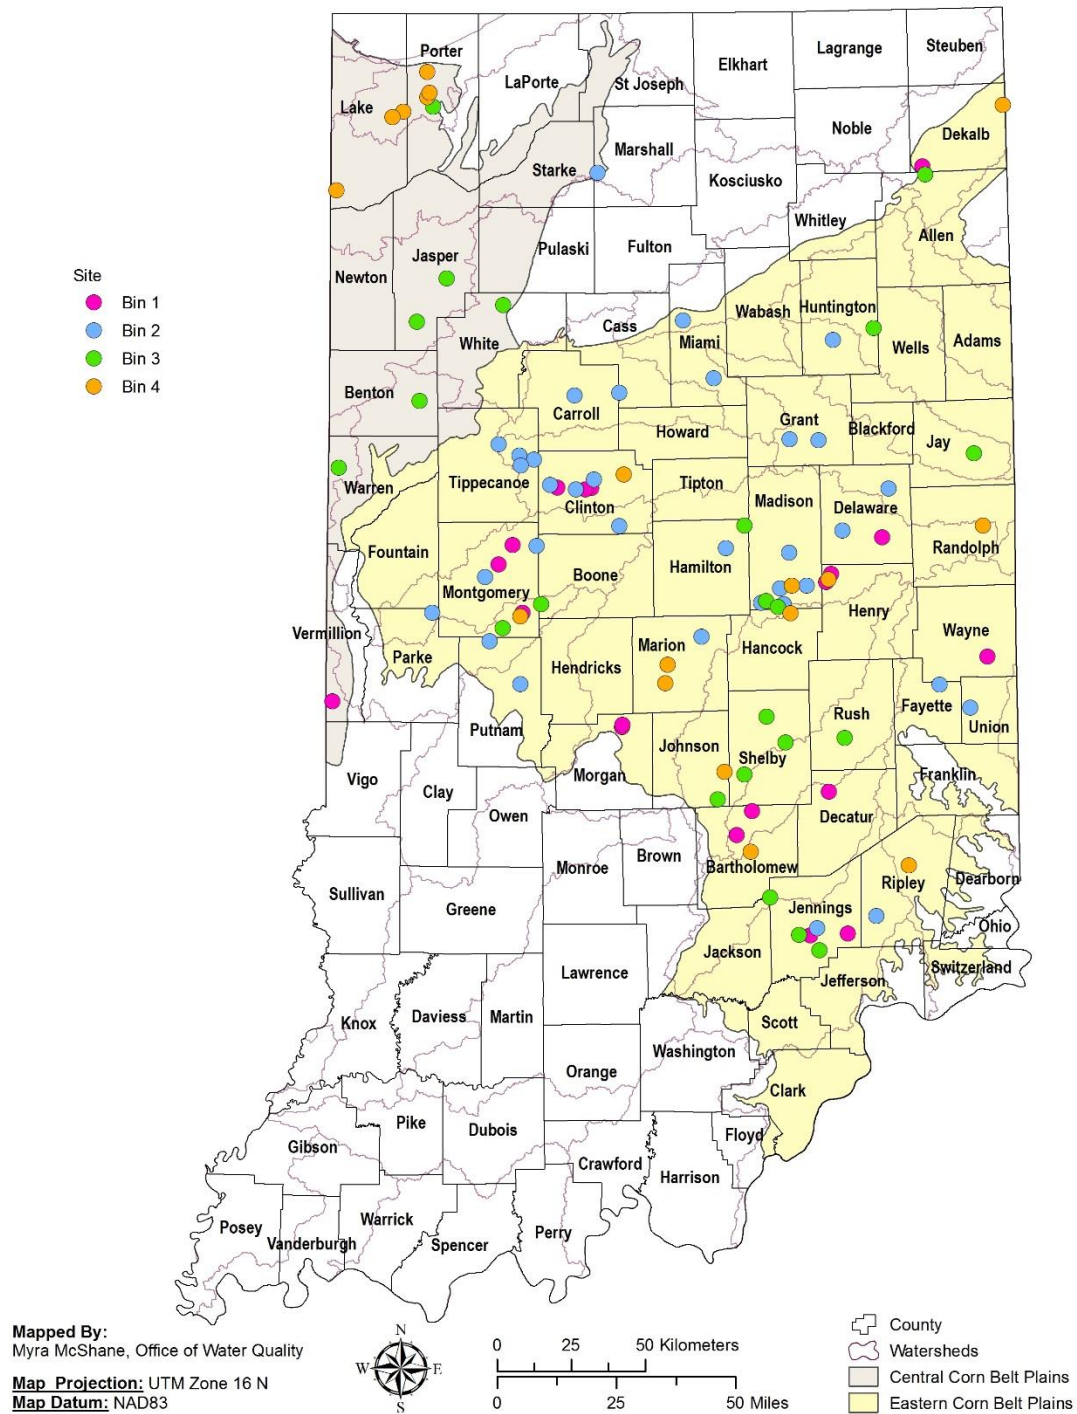 Porter
Lake
LaPorte
St Joseph
Elkhart
Lagrange
Steuben
Noble
Dekalb
Marshall
Starke
Kosciusko
Whitley
Allen
Pulaski
Fulton
Jasper
Newton
Site
Bin 1
Bin 2
Bin 3
Bin 4
White
Cass
Miami
Wabash
Huntington
Wells
Adams
Benton
Carroll
Howard
Grant
Blackford
Jay
Warren
Tippecanoe
Clinton
Tipton
Madison
Delaware
Randolph
Fountain
Montgomery
Boone
Hamilton
Henry
Wayne
Vermillion
Parke
Hendricks
Marion
Hancock
Fayette
Union
Putnam
Morgan
Johnson
Shelby
Rush
Franklin
Vigo
Clay
Owen
Decatur
Monroe
Brown
Bartholomew
Ripley
Dearborn
Sullivan
Greene
Jennings
Ohio
Lawrence
Jackson
Jefferson
Switzerland
Knox
Daviess
Martin
Scott
Washington
Orange
Clark
Pike
Dubois
Floyd
Gibson
Crawford
Harrison
Posey
Vanderburgh
Warrick
Spencer
Perry
Mapped By:
Myra McShane, Office of Water Quality
Map Projection: UTM Zone 16 N
Map Datum: NAD83
N
W E
S
0 25 50 Kilometers
0 25 50 Miles
County
Watersheds
Central Corn Belt Plains
Eastern Corn Belt Plains